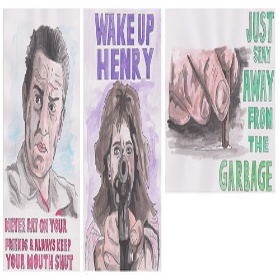 NEVER RAT ON YOUR
FRIENDS & ALWAYS KEEP
YOUR MOUTH SHUT
WAKE UP
HENRY
JUST
STAY
AWAY
FROM
THE
GARBAGE